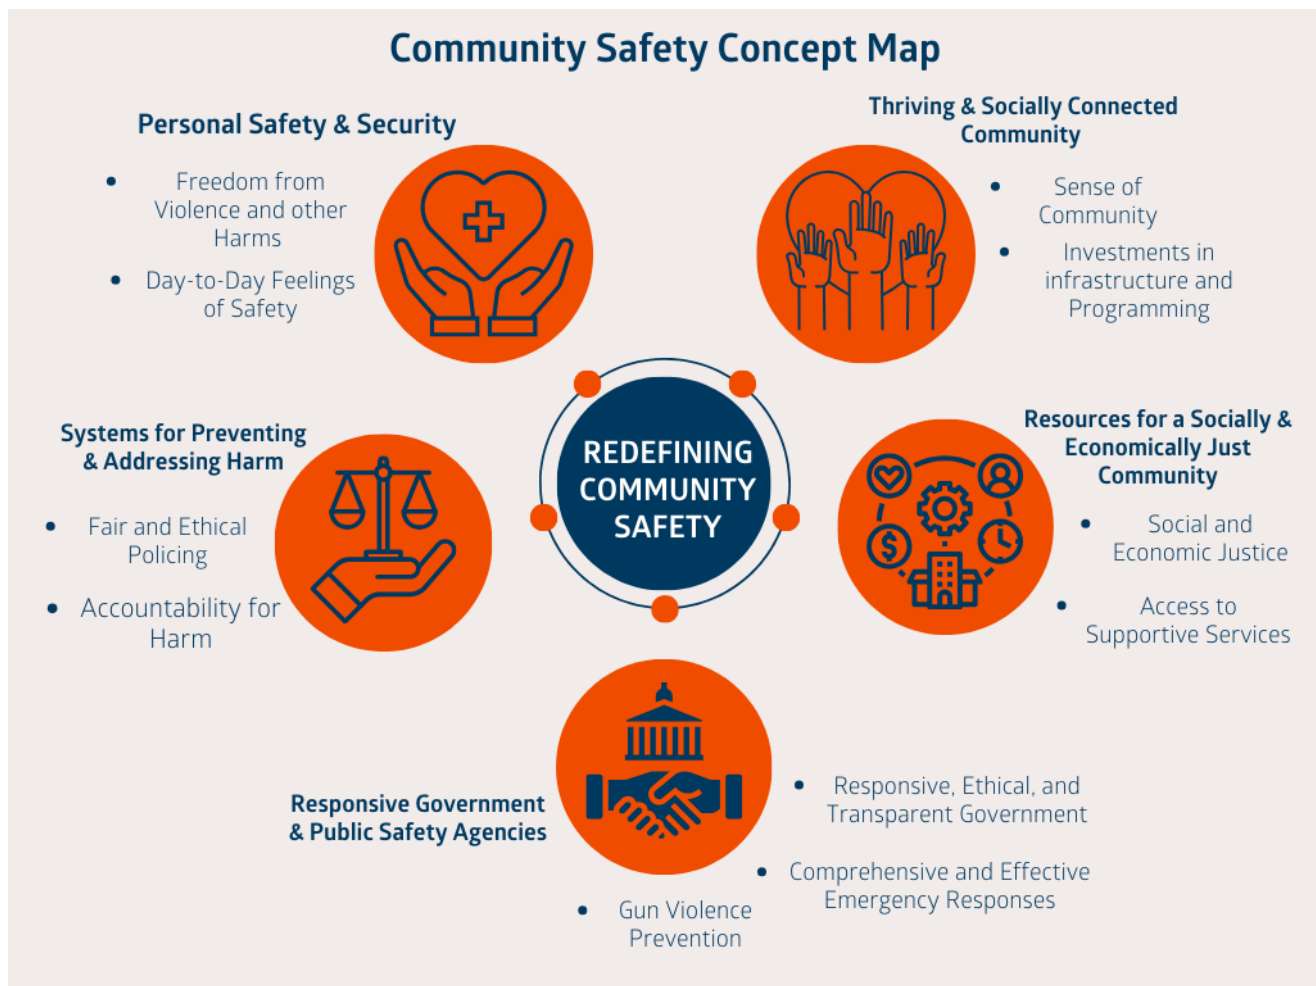 Community Safety Concept Map
Personal Safety & Security
• Freedom from
Violence and other
Harms
• Day-to-Day Feelings
of Safety
Thriving & Socially Connected
Community
• Sense of
Community
• Investments in
infrastructure and
Programming
Systems for Preventing
& Addressing Harm
• Fair and Ethical
Policing
• Accountability for
Harm
REDEFINING
COMMUNITY
SAFETY
Resources for a Socially &
Economically Just
Community
• Social and
Economic Justice
• Access to
Supportive Services
$
Responsive Government
& Public Safety Agencies
• Responsive, Ethical, and
Transparent Government
• Comprehensive and Effective
Emergency Responses
• Gun Violence
Prevention